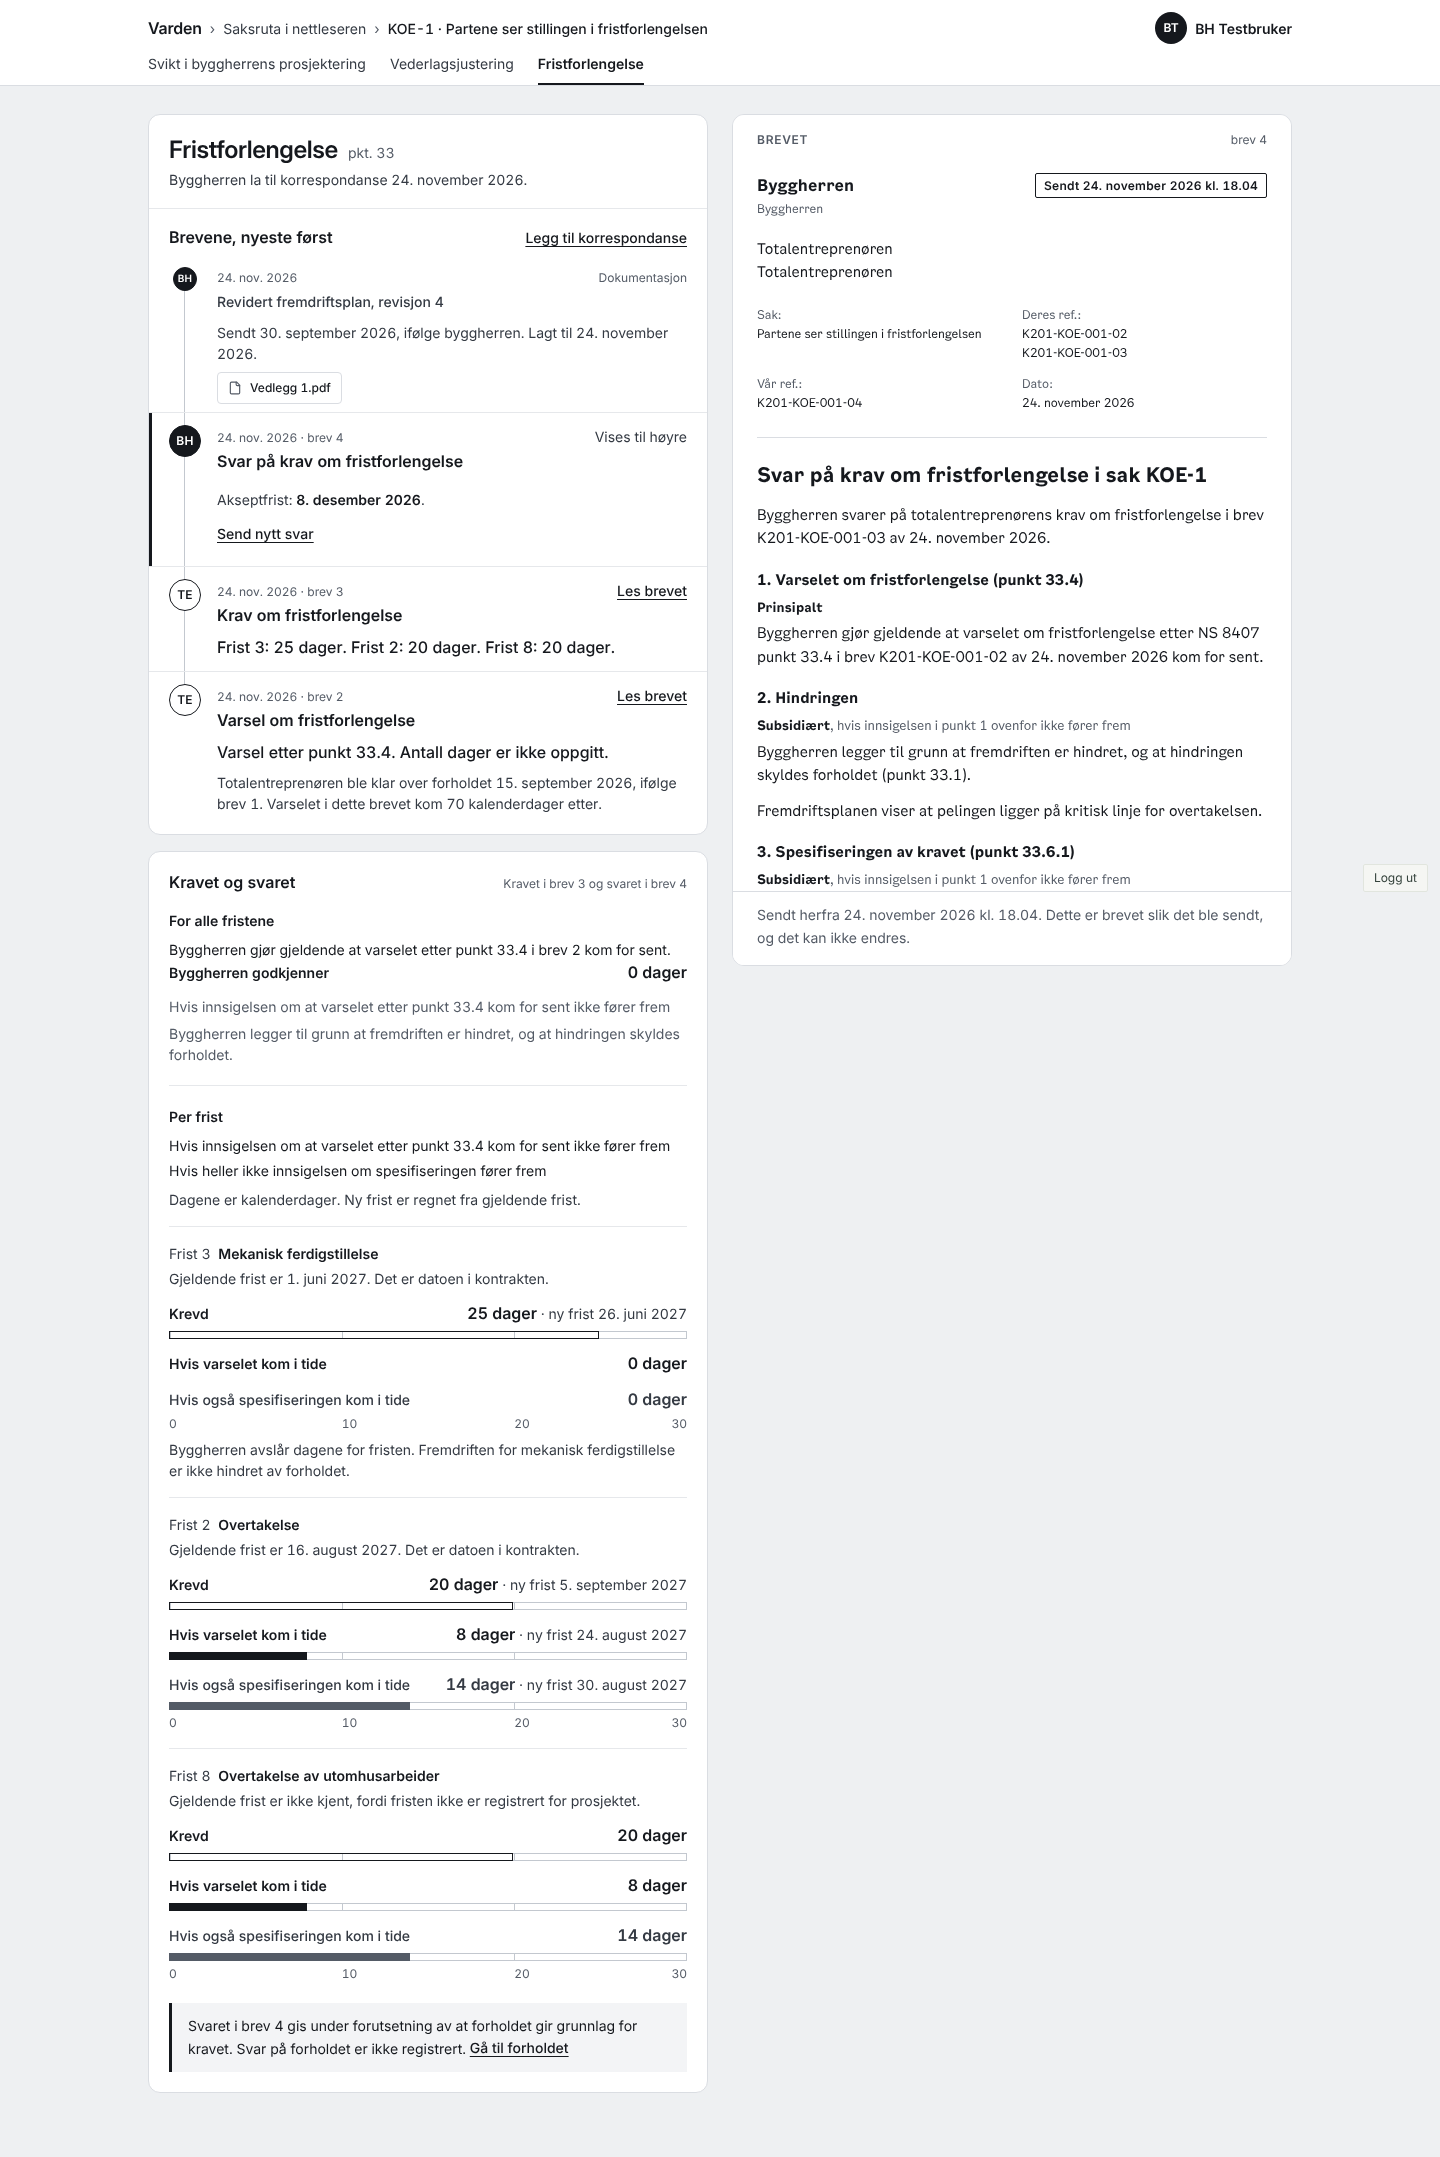 Varden › Saksruta i nettleseren › KOE-1 · Partene ser stillingen i fristforlengelsen
BT BH Testbruker
Svikt i byggherrens prosjektering Vederlagsjustering Fristforlengelse
Fristforlengelse pkt. 33
Byggherren la til korrespondanse 24. november 2026.
Brevene, nyeste først Legg til korrespondanse
BH 24. nov. 2026 Dokumentasjon
Revidert fremdriftsplan, revisjon 4
Sendt 30. september 2026, ifølge byggherren. Lagt til 24. november
2026.
Vedlegg 1.pdf
BH 24. nov. 2026 · brev 4 Vises til høyre
Svar på krav om fristforlengelse
Akseptfrist: 8. desember 2026.
Send nytt svar
TE 24. nov. 2026 · brev 3 Les brevet
Krav om fristforlengelse
Frist 3: 25 dager. Frist 2: 20 dager. Frist 8: 20 dager.
TE 24. nov. 2026 · brev 2 Les brevet
Varsel om fristforlengelse
Varsel etter punkt 33.4. Antall dager er ikke oppgitt.
Totalentreprenøren ble klar over forholdet 15. september 2026, ifølge
brev 1. Varselet i dette brevet kom 70 kalenderdager etter.
Kravet og svaret Kravet i brev 3 og svaret i brev 4
For alle fristene
Byggherren gjør gjeldende at varselet etter punkt 33.4 i brev 2 kom for sent.
Byggherren godkjenner 0 dager
Hvis innsigelsen om at varselet etter punkt 33.4 kom for sent ikke fører frem
Byggherren legger til grunn at fremdriften er hindret, og at hindringen skyldes
forholdet.
Per frist
Hvis innsigelsen om at varselet etter punkt 33.4 kom for sent ikke fører frem
Hvis heller ikke innsigelsen om spesifiseringen fører frem
Dagene er kalenderdager. Ny frist er regnet fra gjeldende frist.
Frist 3 Mekanisk ferdigstillelse
Gjeldende frist er 1. juni 2027. Det er datoen i kontrakten.
Krevd 25 dager · ny frist 26. juni 2027
Hvis varselet kom i tide 0 dager
Hvis også spesifiseringen kom i tide 0 dager
0 10 20 30
Byggherren avslår dagene for fristen. Fremdriften for mekanisk ferdigstillelse
er ikke hindret av forholdet.
Frist 2 Overtakelse
Gjeldende frist er 16. august 2027. Det er datoen i kontrakten.
Krevd 20 dager · ny frist 5. september 2027
Hvis varselet kom i tide 8 dager · ny frist 24. august 2027
Hvis også spesifiseringen kom i tide 14 dager · ny frist 30. august 2027
0 10 20 30
Frist 8 Overtakelse av utomhusarbeider
Gjeldende frist er ikke kjent, fordi fristen ikke er registrert for prosjektet.
Krevd 20 dager
Hvis varselet kom i tide 8 dager
Hvis også spesifiseringen kom i tide 14 dager
0 10 20 30
Svaret i brev 4 gis under forutsetning av at forholdet gir grunnlag for
kravet. Svar på forholdet er ikke registrert. Gå til forholdet
BREVET brev 4
Byggherren Sendt 24. november 2026 kl. 18.04
Byggherren
Totalentreprenøren
Totalentreprenøren
Sak: Deres ref.:
Partene ser stillingen i fristforlengelsen K201-KOE-001-02
K201-KOE-001-03
Vår ref.: Dato:
K201-KOE-001-04 24. november 2026
Svar på krav om fristforlengelse i sak KOE-1
Byggherren svarer på totalentreprenørens krav om fristforlengelse i brev
K201-KOE-001-03 av 24. november 2026.
1. Varselet om fristforlengelse (punkt 33.4)
Prinsipalt
Byggherren gjør gjeldende at varselet om fristforlengelse etter NS 8407
punkt 33.4 i brev K201-KOE-001-02 av 24. november 2026 kom for sent.
2. Hindringen
Subsidiært, hvis innsigelsen i punkt 1 ovenfor ikke fører frem
Byggherren legger til grunn at fremdriften er hindret, og at hindringen
skyldes forholdet (punkt 33.1).
Fremdriftsplanen viser at pelingen ligger på kritisk linje for overtakelsen.
3. Spesifiseringen av kravet (punkt 33.6.1)
Subsidiært, hvis innsigelsen i punkt 1 ovenfor ikke fører frem
Sendt herfra 24. november 2026 kl. 18.04. Dette er brevet slik det ble sendt,
og det kan ikke endres.
Logg ut